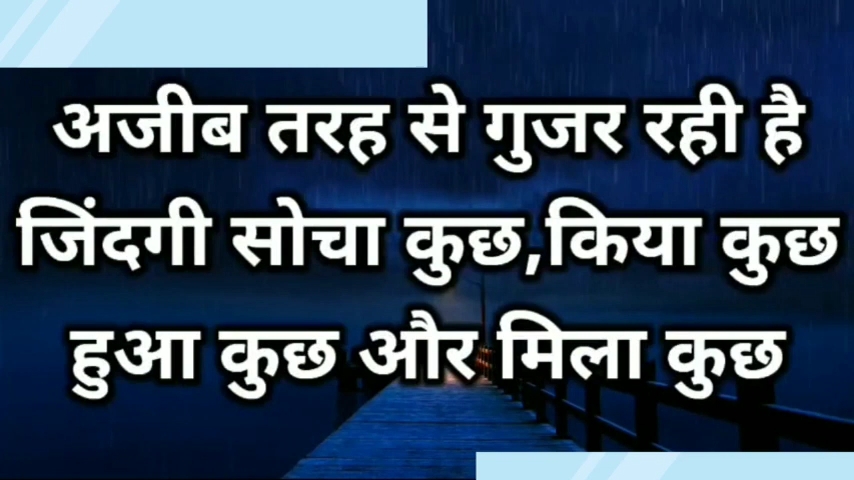 अजीब तरह से गुजर रही है
जिंदगी सोचा कुछ,किया कुछ
हुआ कुछ और मिला कुछ